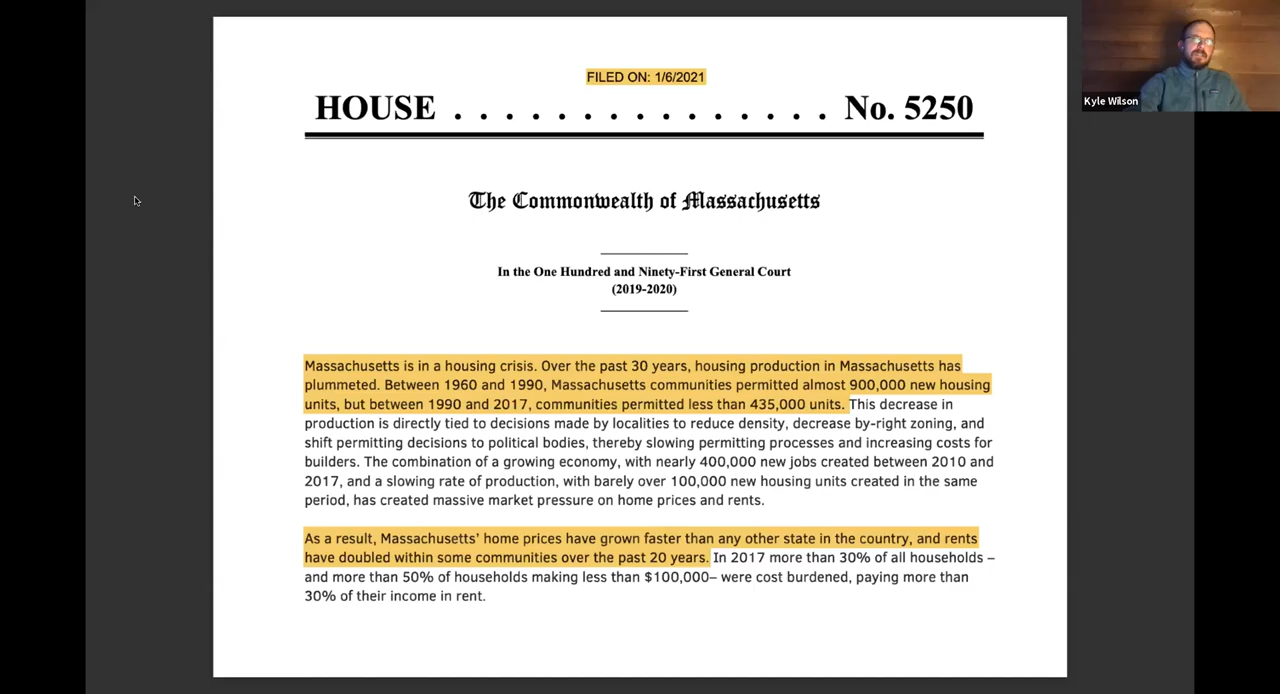 FILED ON: 1/6/2021
HOUSE . . . . . . . . . . . . . . . No. 5250
The Commonwealth of Massachusetts
In the One Hundred and Ninety-First General Court
(2019-2020)
Massachusetts is in a housing crisis. Over the past 30 years, housing production in Massachusetts has
plummeted. Between 1960 and 1990, Massachusetts communities permitted almost 900,000 new housing
units, but between 1990 and 2017, communities permitted less than 435,000 units. This decrease in
production is directly tied to decisions made by localities to reduce density, decrease by-right zoning, and
shift permitting decisions to political bodies, thereby slowing permitting processes and increasing costs for
builders. The combination of a growing economy, with nearly 400,000 new jobs created between 2010 and
2017, and a slowing rate of production, with barely over 100,000 new housing units created in the same
period, has created massive market pressure on home prices and rents.
As a result, Massachusetts’ home prices have grown faster than any other state in the country, and rents
have doubled within some communities over the past 20 years. In 2017 more than 30% of all households –
and more than 50% of households making less than $100,000– were cost burdened, paying more than
30% of their income in rent.
Kyle Wilson